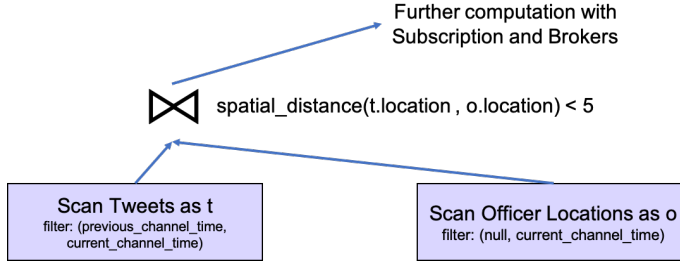 Further computation with
Subscription and Brokers
spatial_distance(t.location , o.location) < 5
Scan Tweets as t
filter: (previous_channel_time,
current_channel_time)
Scan Officer Locations as o
filter: (null, current_channel_time)